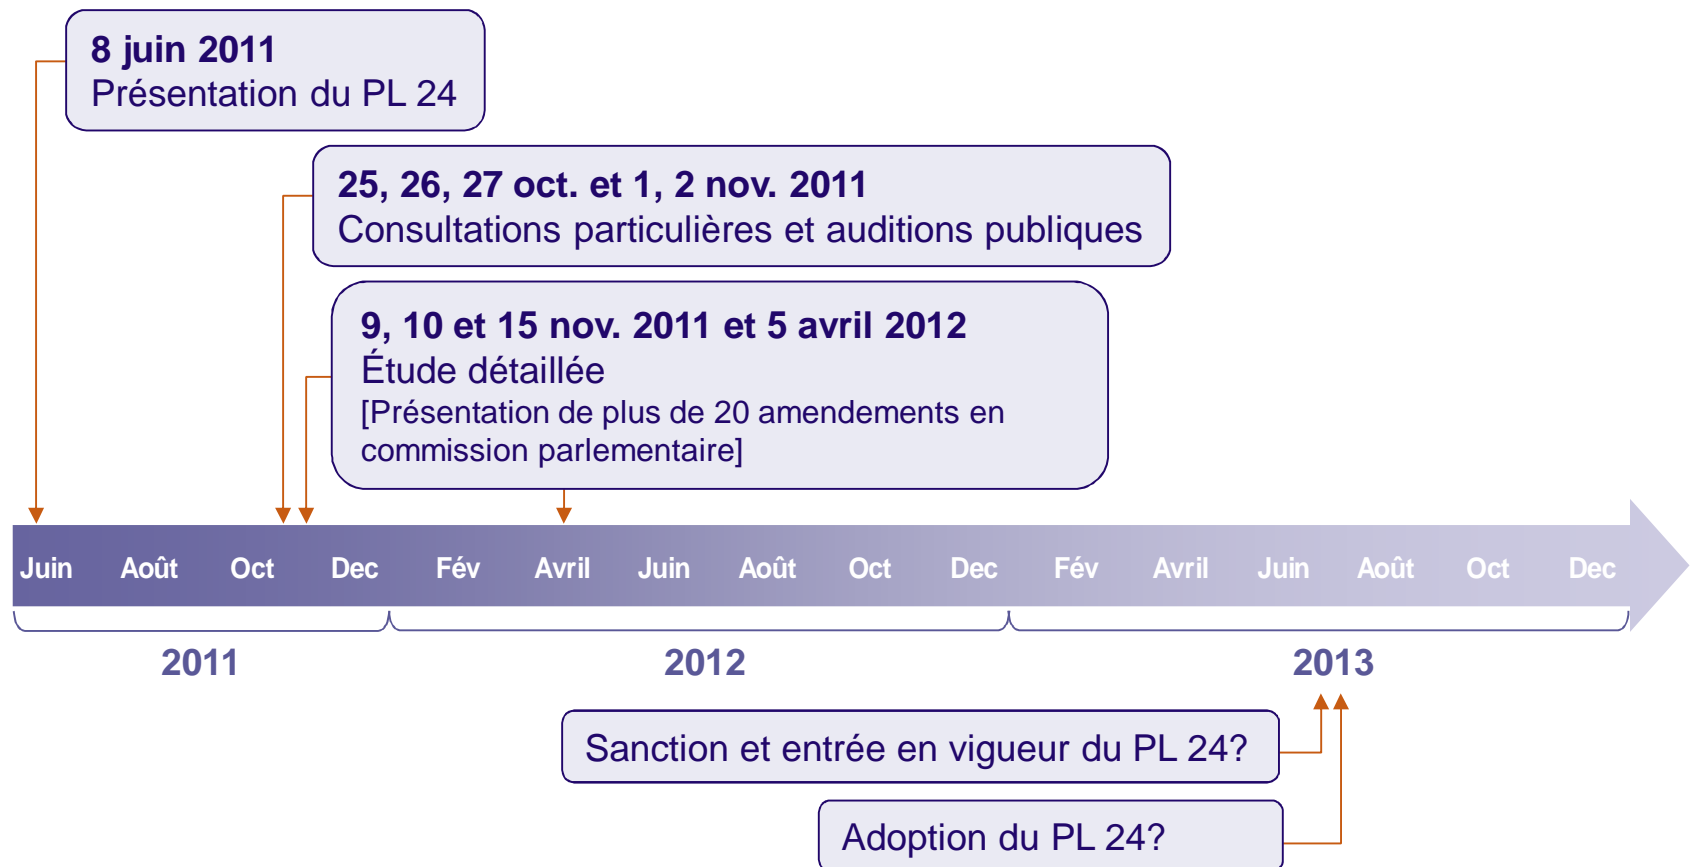 8 juin 2011
Présentation du PL 24
25, 26, 27 oct. et 1, 2 nov. 2011
Consultations particulières et auditions publiques
9, 10 et 15 nov. 2011 et 5 avril 2012
Étude détaillée
[Présentation de plus de 20 amendements en
commission parlementaire]
Juin Août Oct Dec Fév Avril Juin Août Oct Dec Fév Avril Juin Août Oct Dec
2011 2012 2013
Sanction et entrée en vigueur du PL 24?
Adoption du PL 24?